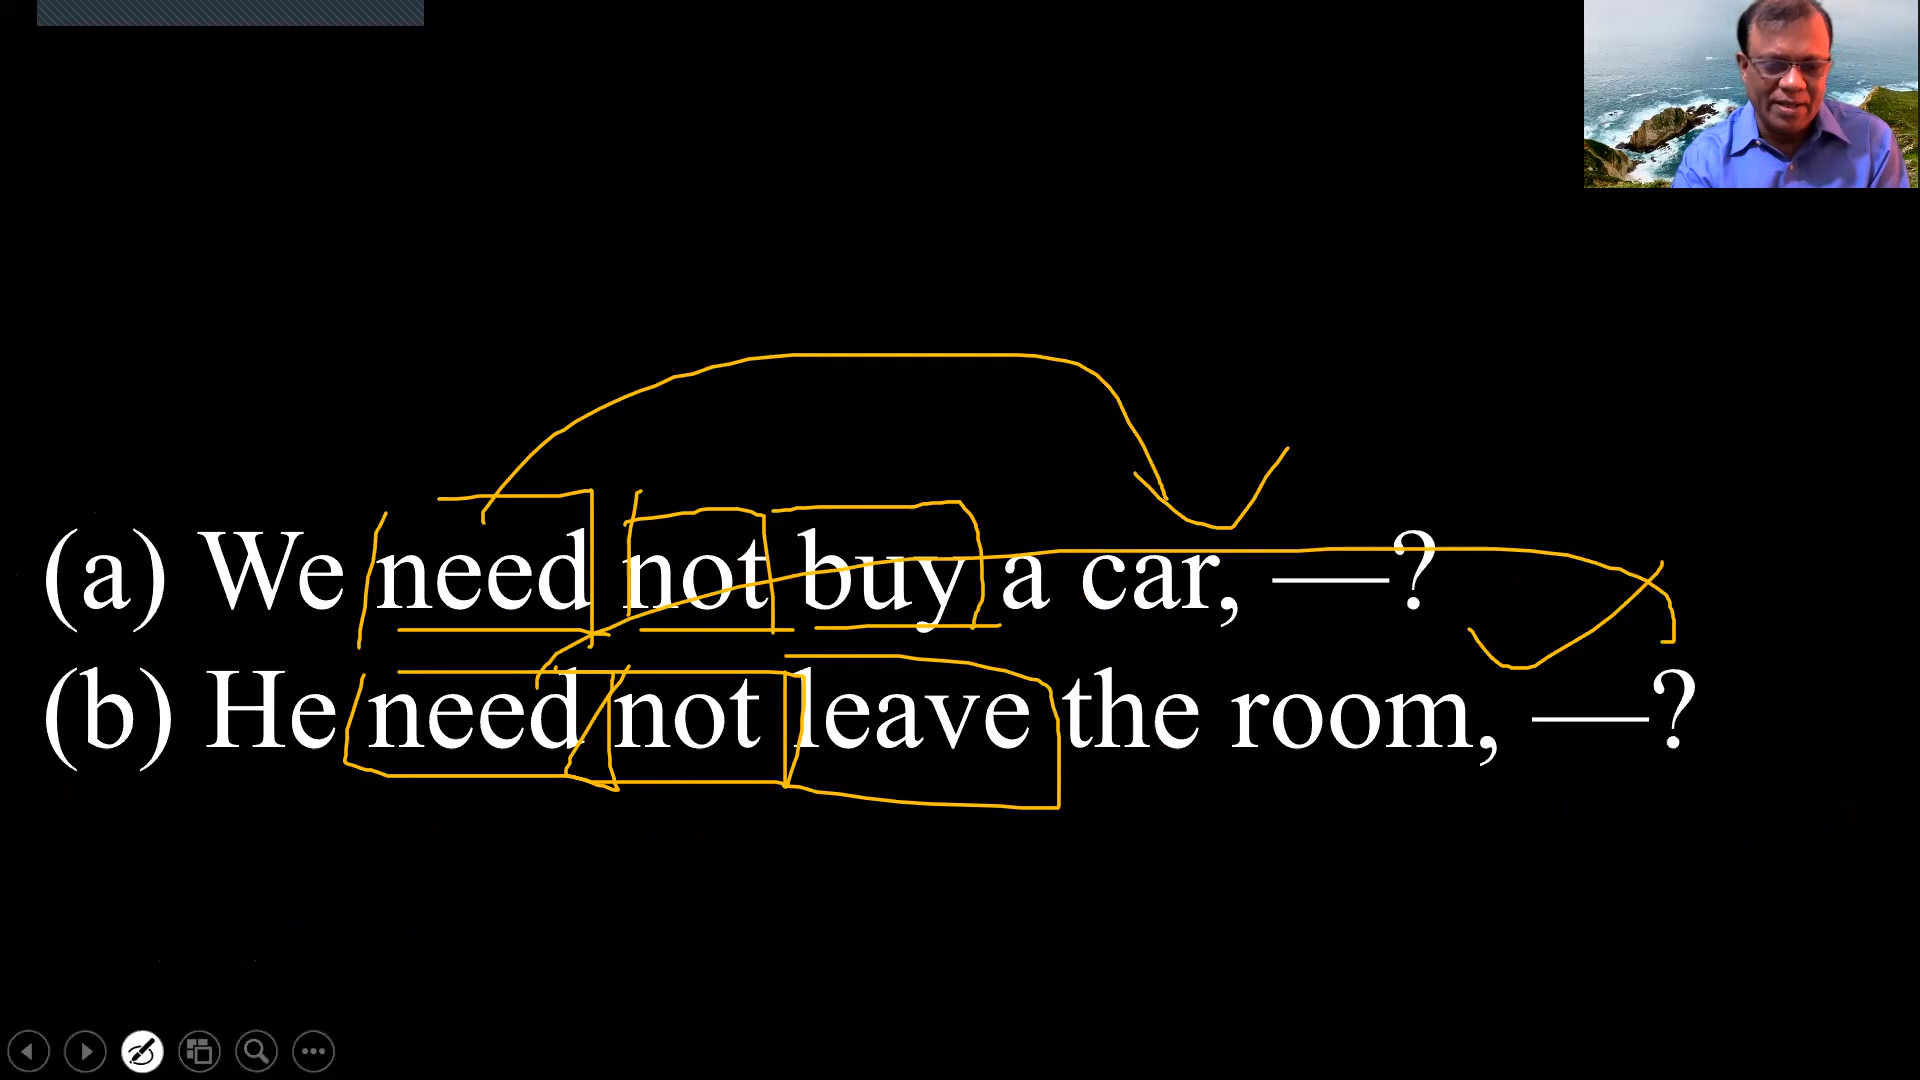 (a) We need not buy a car, —?
(b) He need not leave the room, —?